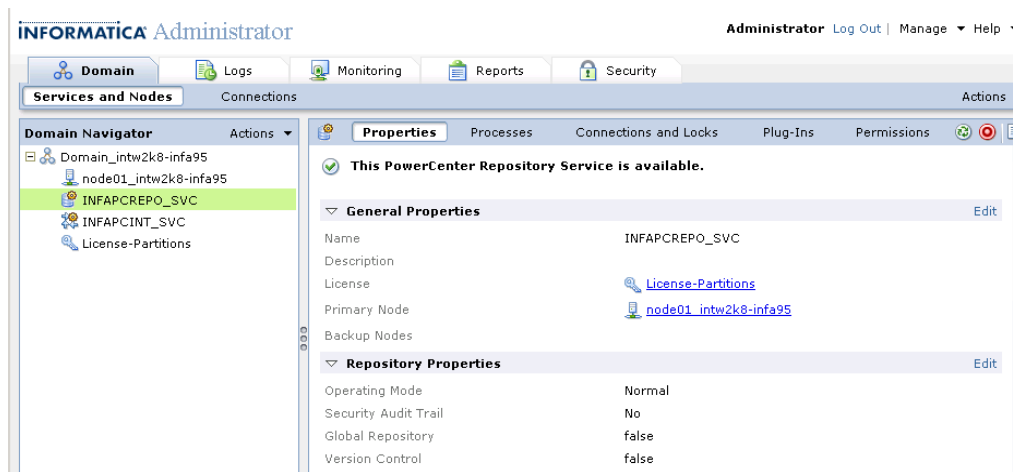 INFORMATICA Administrator
Administrator Log Out | Manage Help
Domain Logs Monitoring Reports Security
Services and Nodes Connections Actions
Domain Navigator Actions
Domain_intw2k8-infa95
node01_intw2k8-infa95
INFAPCREPO_SVC
INFAPCINT_SVC
License-Partitions
Properties Processes Connections and Locks Plug-Ins Permissions
This PowerCenter Repository Service is available.
General Properties Edit
Name INFAPCREPO_SVC
Description
License License-Partitions
Primary Node node01_intw2k8-infa95
Backup Nodes
Repository Properties Edit
Operating Mode Normal
Security Audit Trail No
Global Repository false
Version Control false